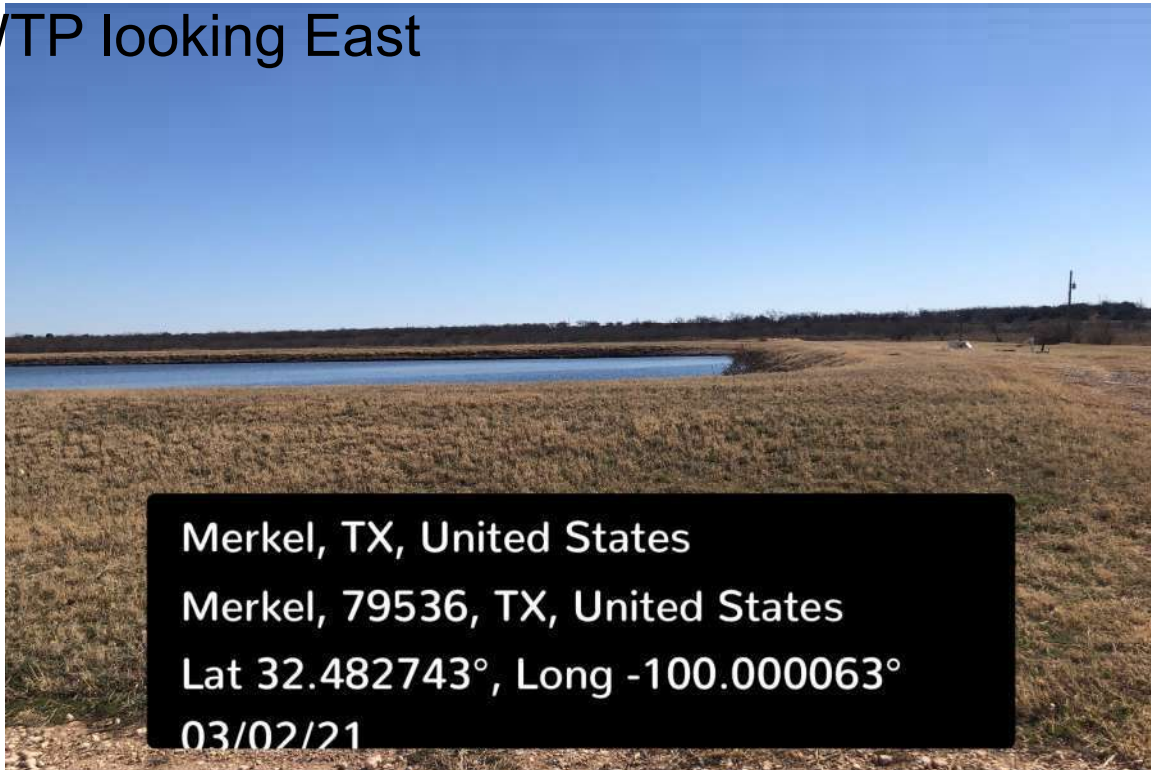 /TP looking East
Merkel, TX, United States
Merkel, 79536, TX, United States
Lat 32.482743°, Long -100.000063°
03/02/21